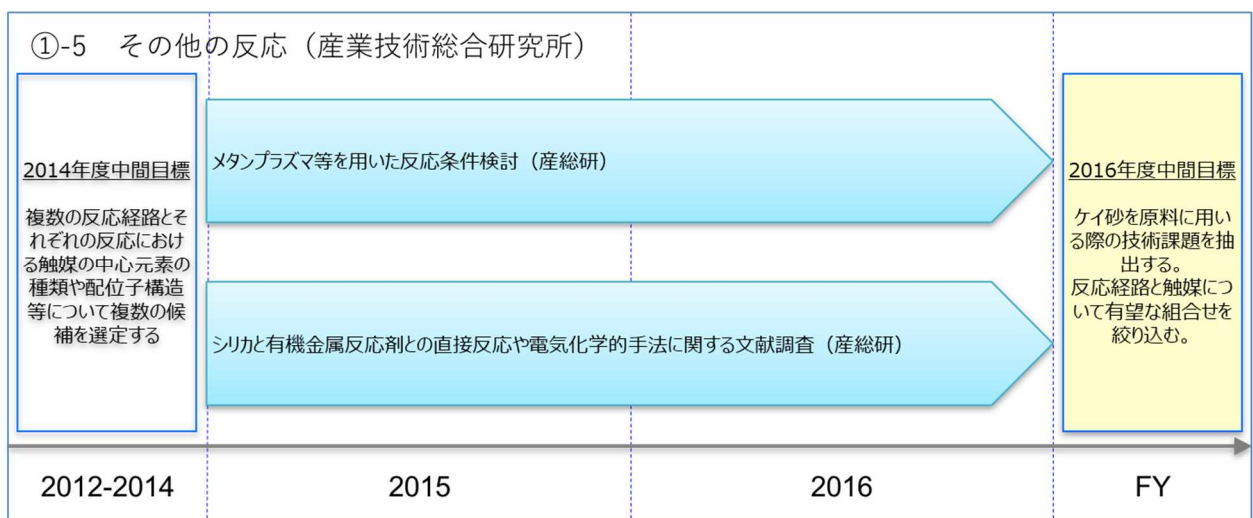 ①-5　その他の反応（産業技術総合研究所）
2014年度中間目標
複数の反応経路とそ
れぞれの反応におけ
る触媒の中心元素の
種類や配位子構造
等について複数の候
補を選定する
メタンプラズマ等を用いた反応条件検討（産総研）
シリカと有機金属反応剤との直接反応や電気化学的手法に関する文献調査（産総研）
2016年度中間目標
ケイ砂を原料に用い
る際の技術課題を抽
出する。
反応経路と触媒につ
いて有望な組合せを
絞り込む。
2012-2014
2015
2016
FY